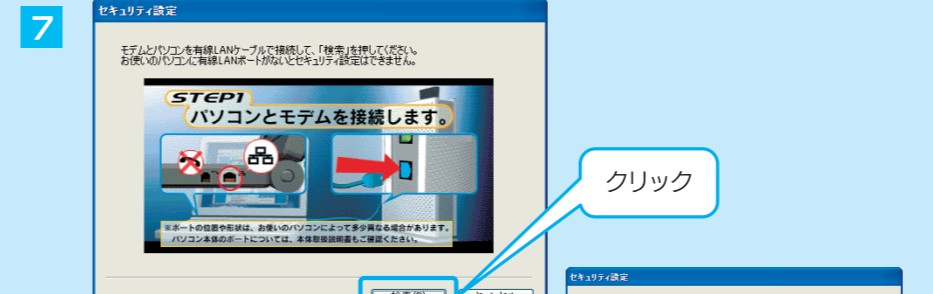 7
セキュリティ設定
モデムとパソコンを有線LANケーブルで接続して、「検索」を押してください。
お使いのパソコンに有線LANポートがないとセキュリティ設定はできません。
STEP1
パソコンとモデムを接続します。
※ポートの位置や形状は、お使いのパソコンによって多少異なる場合があります。
パソコン本体のポートについては、本体取扱説明書もご確認ください。
クリック
セキュリティ設定